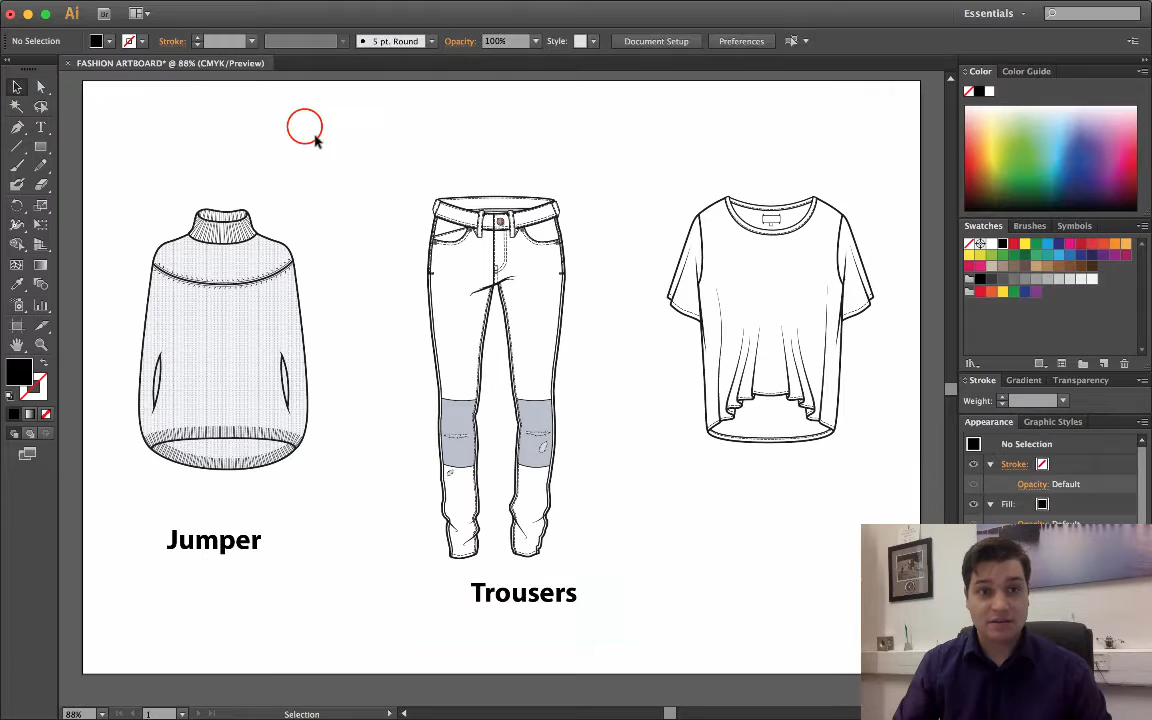 Ai Br Essentials
No Selection Stroke: 5 pt. Round Opacity: 100% Style: Document Setup Preferences
× FASHION ARTBOARD* @ 88% (CMYK/Preview)
Color Color Guide
Swatches Brushes Symbols
Stroke Gradient Transparency
Weight:
Appearance Graphic Styles
No Selection
Stroke:
Opacity: Default
Fill:
Jumper
Trousers
88% 1 Selection